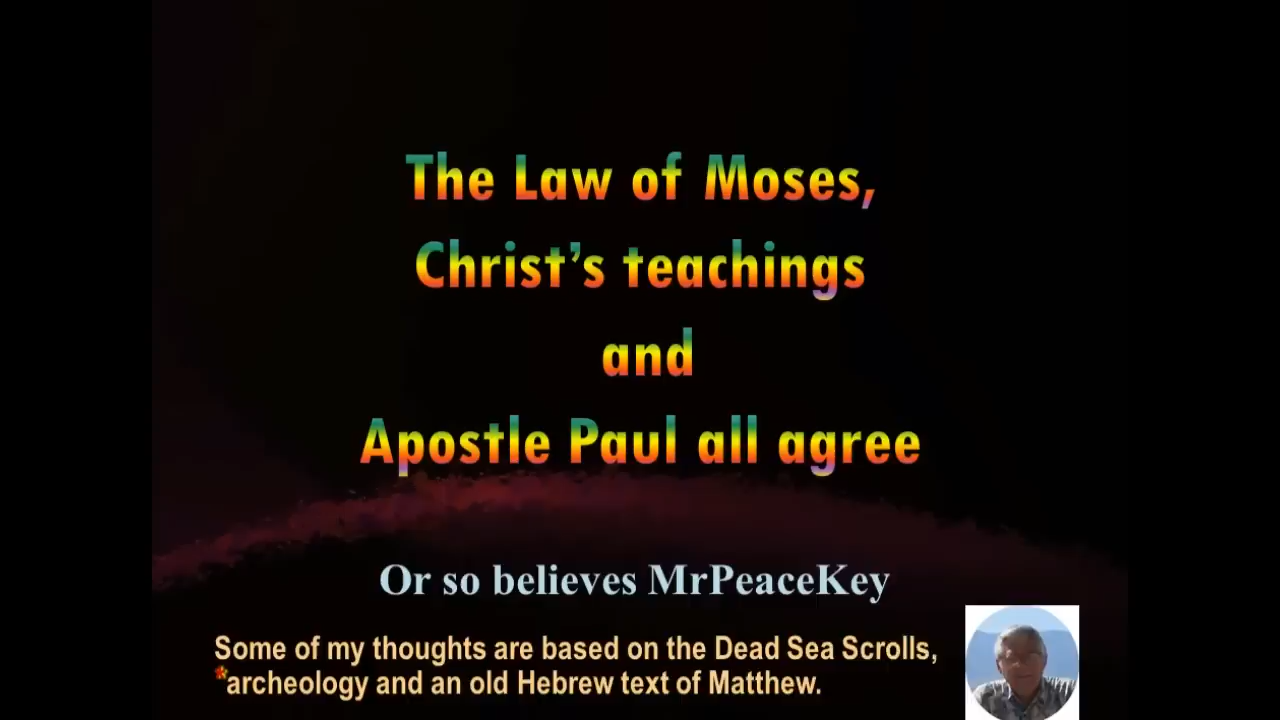 The Law of Moses,
Christ’s teachings
and
Apostle Paul all agree
Or so believes MrPeaceKey
Some of my thoughts are based on the Dead Sea Scrolls,
*archeology and an old Hebrew text of Matthew.